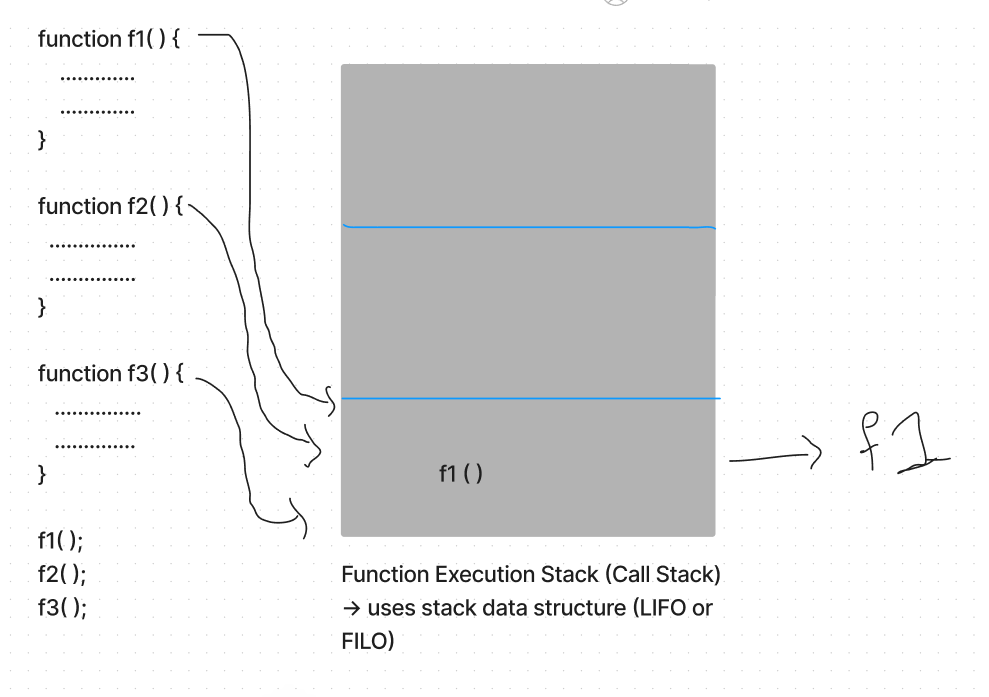 function f1( ) {
.............
.............
}
function f2( ) {
...............
...............
}
function f3( ) {
...............
..............
}
f1( );
f2( );
f3( );
f1 ( )
f1
Function Execution Stack (Call Stack)
→ uses stack data structure (LIFO or
FILO)